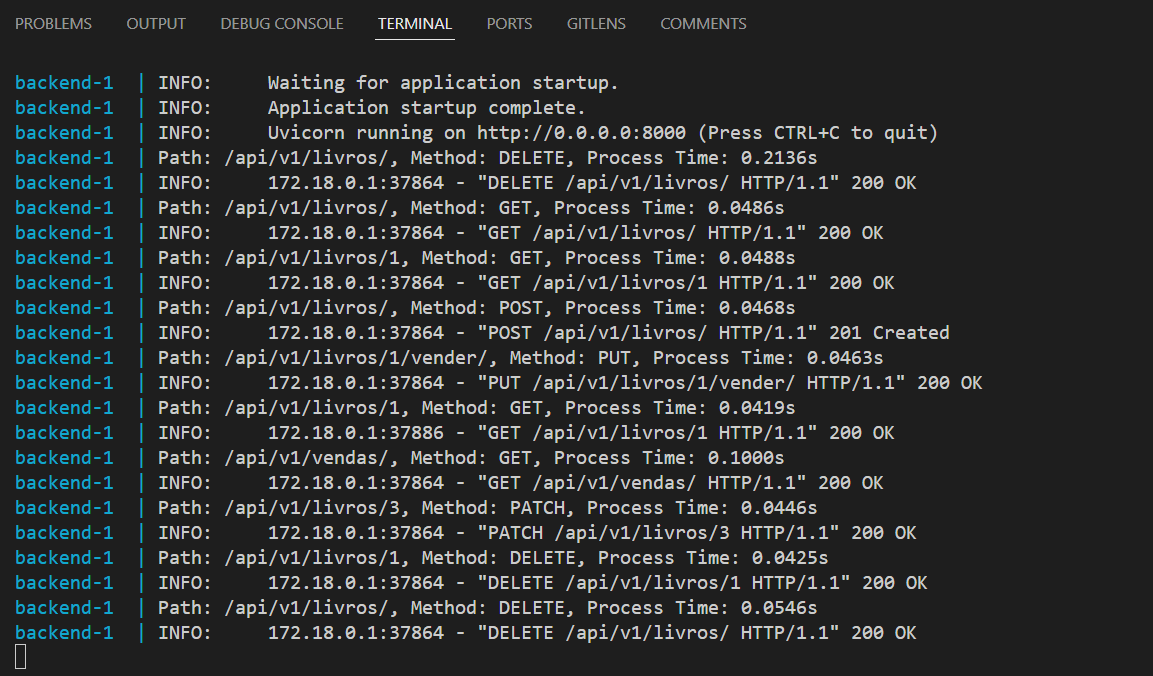 PROBLEMS OUTPUT DEBUG CONSOLE TERMINAL PORTS GITLENS COMMENTS
backend-1  | INFO:     Waiting for application startup.
backend-1  | INFO:     Application startup complete.
backend-1  | INFO:     Uvicorn running on http://0.0.0.0:8000 (Press CTRL+C to quit)
backend-1  | Path: /api/v1/livros/, Method: DELETE, Process Time: 0.2136s
backend-1  | INFO:     172.18.0.1:37864 - "DELETE /api/v1/livros/ HTTP/1.1" 200 OK
backend-1  | Path: /api/v1/livros/, Method: GET, Process Time: 0.0486s
backend-1  | INFO:     172.18.0.1:37864 - "GET /api/v1/livros/ HTTP/1.1" 200 OK
backend-1  | Path: /api/v1/livros/1, Method: GET, Process Time: 0.0488s
backend-1  | INFO:     172.18.0.1:37864 - "GET /api/v1/livros/1 HTTP/1.1" 200 OK
backend-1  | Path: /api/v1/livros/, Method: POST, Process Time: 0.0468s
backend-1  | INFO:     172.18.0.1:37864 - "POST /api/v1/livros/ HTTP/1.1" 201 Created
backend-1  | Path: /api/v1/livros/1/vender/, Method: PUT, Process Time: 0.0463s
backend-1  | INFO:     172.18.0.1:37864 - "PUT /api/v1/livros/1/vender/ HTTP/1.1" 200 OK
backend-1  | Path: /api/v1/livros/1, Method: GET, Process Time: 0.0419s
backend-1  | INFO:     172.18.0.1:37886 - "GET /api/v1/livros/1 HTTP/1.1" 200 OK
backend-1  | Path: /api/v1/vendas/, Method: GET, Process Time: 0.1000s
backend-1  | INFO:     172.18.0.1:37864 - "GET /api/v1/vendas/ HTTP/1.1" 200 OK
backend-1  | Path: /api/v1/livros/3, Method: PATCH, Process Time: 0.0446s
backend-1  | INFO:     172.18.0.1:37864 - "PATCH /api/v1/livros/3 HTTP/1.1" 200 OK
backend-1  | Path: /api/v1/livros/1, Method: DELETE, Process Time: 0.0425s
backend-1  | INFO:     172.18.0.1:37864 - "DELETE /api/v1/livros/1 HTTP/1.1" 200 OK
backend-1  | Path: /api/v1/livros/, Method: DELETE, Process Time: 0.0546s
backend-1  | INFO:     172.18.0.1:37864 - "DELETE /api/v1/livros/ HTTP/1.1" 200 OK